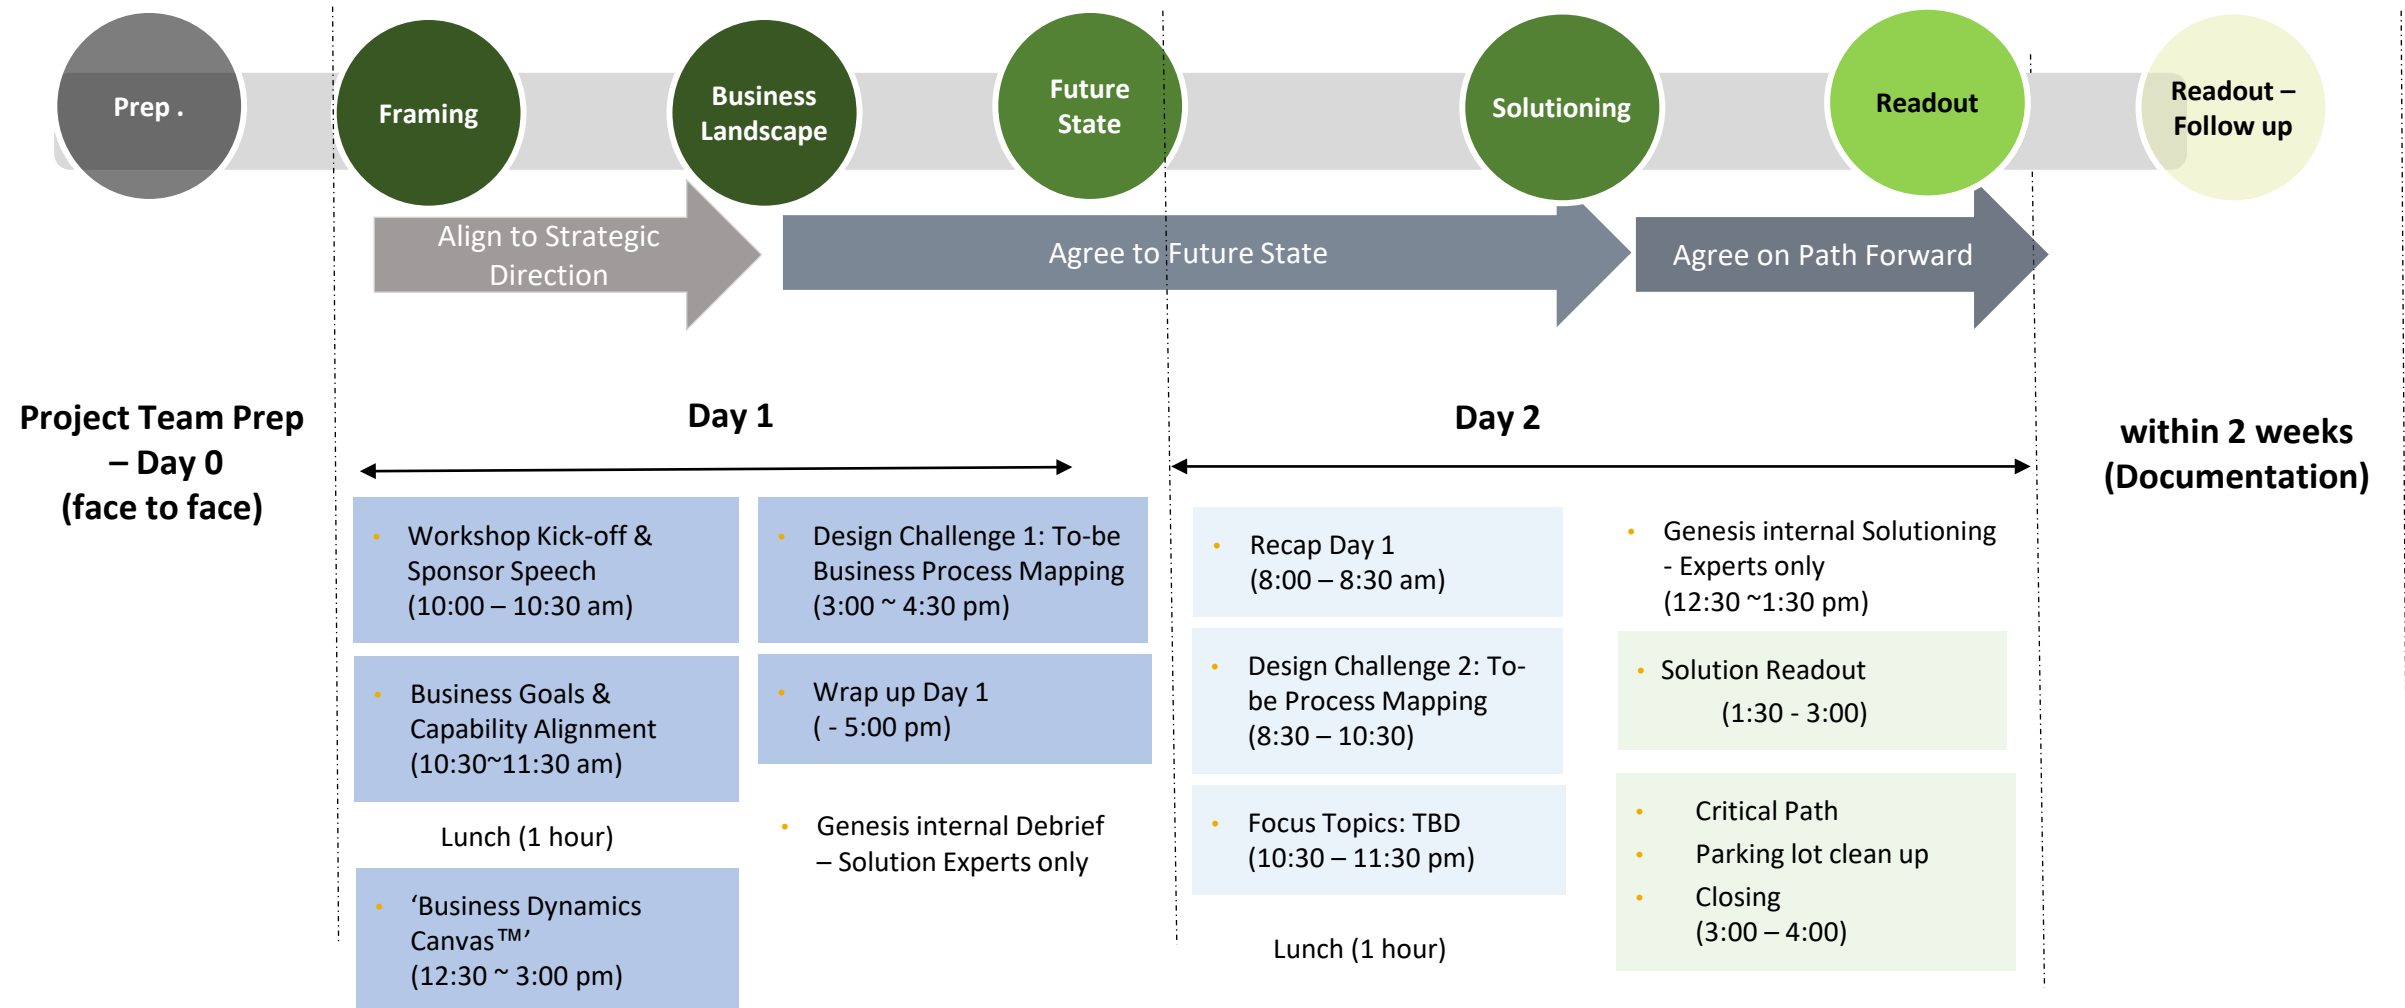 Prep .
Framing
Business
Landscape
Future
State
Solutioning
Readout
Readout –
Follow up
Align to Strategic
Direction
Agree to Future State
Agree on Path Forward
Project Team Prep
– Day 0
(face to face)
Day 1
Day 2
within 2 weeks
(Documentation)
• Workshop Kick-off &
Sponsor Speech
(10:00 – 10:30 am)
• Business Goals &
Capability Alignment
(10:30~11:30 am)
Lunch (1 hour)
• ‘Business Dynamics
Canvas™’
(12:30 ~ 3:00 pm)
• Design Challenge 1: To-be
Business Process Mapping
(3:00 ~ 4:30 pm)
• Wrap up Day 1
( - 5:00 pm)
• Genesis internal Debrief
– Solution Experts only
• Recap Day 1
(8:00 – 8:30 am)
• Design Challenge 2: To-
be Process Mapping
(8:30 – 10:30)
• Focus Topics: TBD
(10:30 – 11:30 pm)
Lunch (1 hour)
• Genesis internal Solutioning
- Experts only
(12:30 ~1:30 pm)
• Solution Readout
(1:30 - 3:00)
• Critical Path
• Parking lot clean up
• Closing
(3:00 – 4:00)